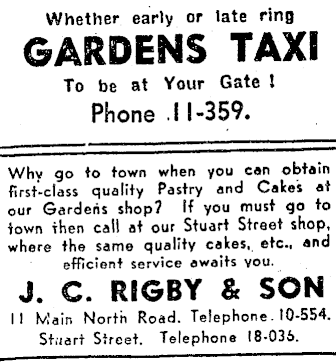 Whether early or late ring
GARDENS TAXI
To be at Your Gate !
Phone 11-359.
Why go to town when you can obtain
first-class quality Pastry and Cakes at
our Gardens shop? If you must go to
town then call at our Stuart Street shop,
where the same quality cakes, etc., and
efficient service awaits you.
J. C. RIGBY & SON
11 Main North Road. Telephone 10-554.
Stuart Street. Telephone 18-036.